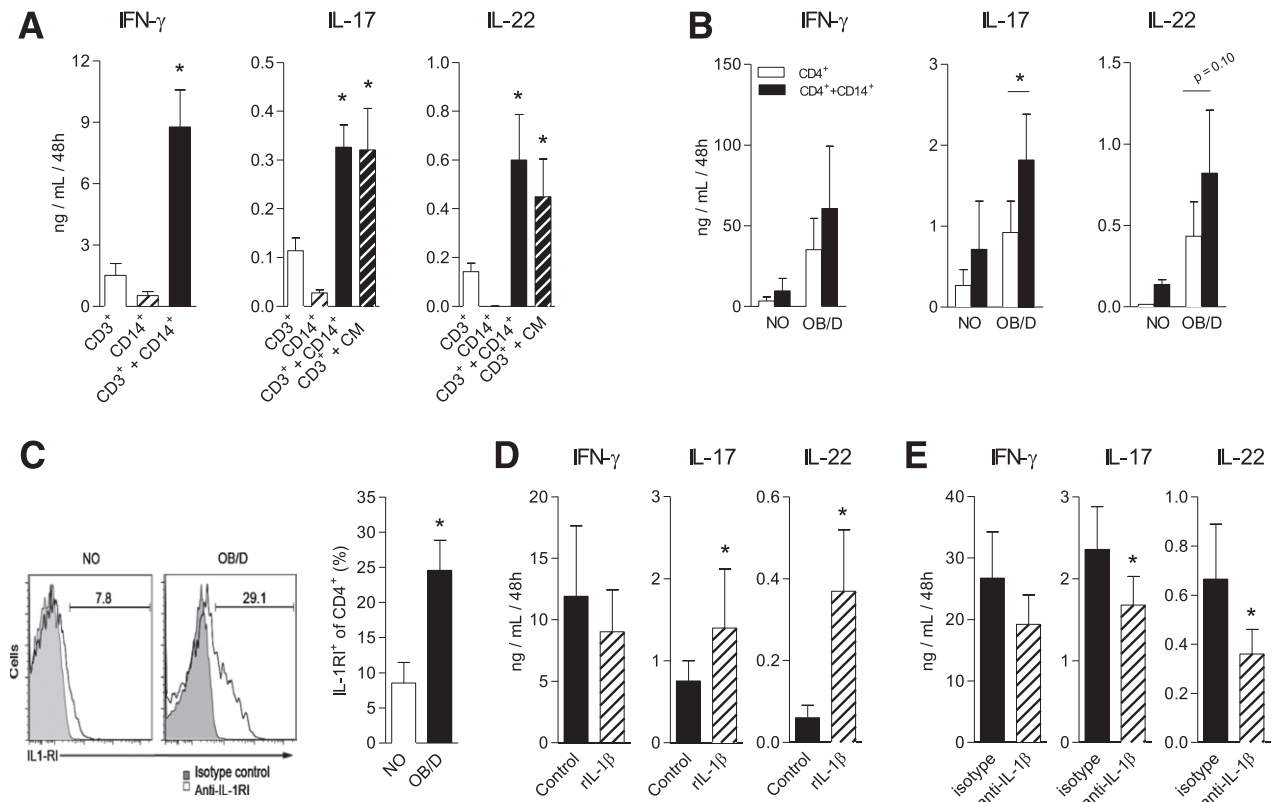 A
IFN-γ
IL-17
IL-22
ng / mL / 48h
12
9
6
3
0
0.5
0.4
0.3
0.2
0.1
0.0
1.0
0.8
0.6
0.4
0.2
0.0
*
* *
* *
CD3+
CD14+
CD3+ + CD14+
CD3+
CD14+
CD3+ + CD14+
CD3+ + CM
CD3+
CD14+
CD3+ + CD14+
CD3+ + CM
B
IFN-γ
IL-17
IL-22
ng / mL / 48h
150
100
50
0
CD4+
CD4++CD14+
3
2
1
0
*
1.5
1.0
0.5
0.0
p = 0.10
NO OB/D
NO OB/D
NO OB/D
C
NO
OB/D
7.8
29.1
Cells
IL1-RI
Isotype control
Anti-IL-1RI
IL-1RI+ of CD4+ (%)
35
30
25
20
15
10
5
0
*
NO
OB/D
D
IFN-γ
IL-17
IL-22
ng / mL / 48h
20
15
10
5
0
3
2
1
0
0.6
0.4
0.2
0.0
*
*
Control
rIL-1β
Control
rIL-1β
Control
rIL-1β
E
IFN-γ
IL-17
IL-22
ng / mL / 48h
40
30
20
10
0
3
2
1
0
1.0
0.8
0.6
0.4
0.2
0.0
*
*
isotype
anti-IL-1β
isotype
anti-IL-1β
isotype
anti-IL-1β